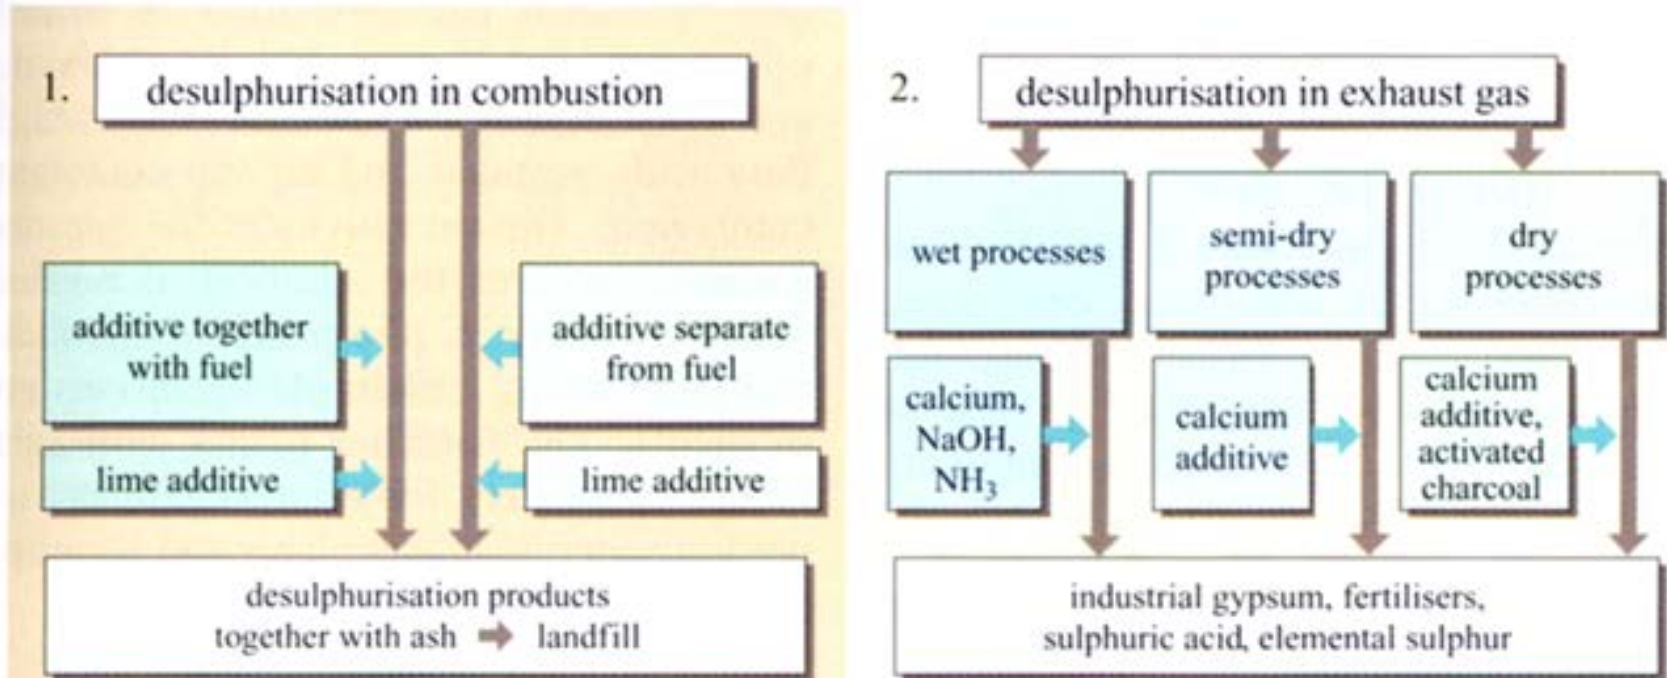 1.
desulphurisation in combustion
additive together
with fuel
additive separate
from fuel
lime additive
lime additive
desulphurisation products
together with ash → landfill
2.
desulphurisation in exhaust gas
wet processes
semi-dry
processes
dry
processes
calcium,
NaOH,
NH₃
calcium
additive
calcium
additive,
activated
charcoal
industrial gypsum, fertilisers,
sulphuric acid, elemental sulphur